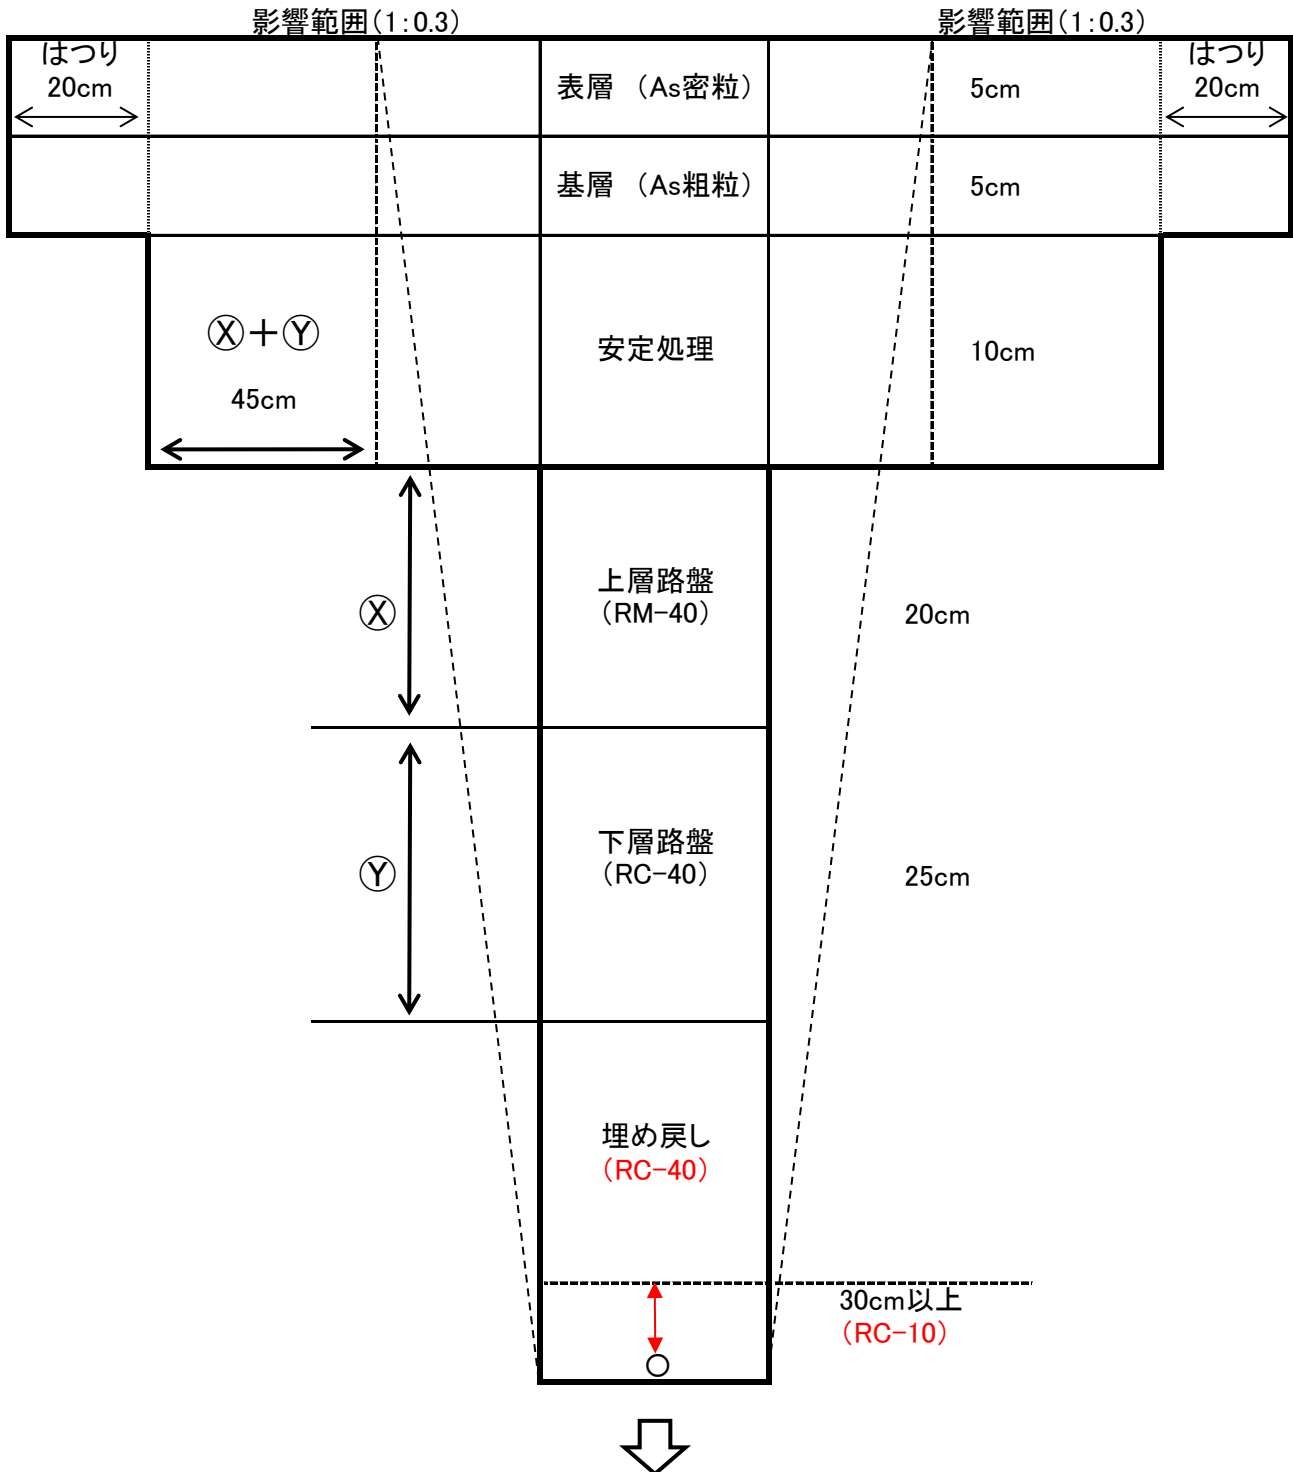 影響範囲(1:0.3)
影響範囲(1:0.3)
はつり
20cm
表層 (As密粒)
5cm
はつり
20cm
基層 (As粗粒)
5cm
Ⓧ+Ⓨ
45cm
安定処理
10cm
上層路盤
(RM-40)
Ⓧ
20cm
下層路盤
(RC-40)
Ⓨ
25cm
埋め戻し
(RC-40)
30cm以上
(RC-10)